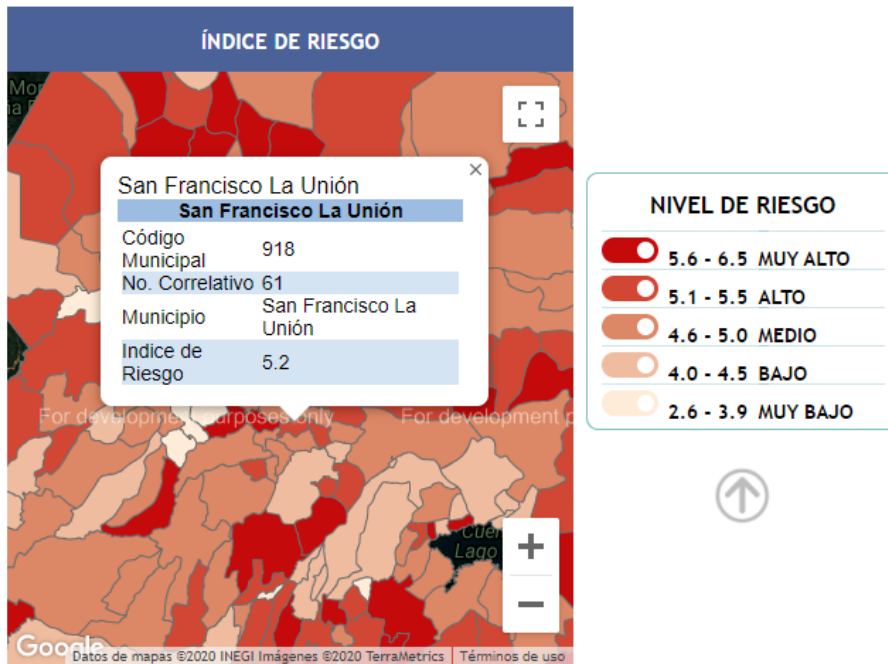 ÍNDICE DE RIESGO
San Francisco La Unión
San Francisco La Unión
Código
Municipal 918
No. Correlativo 61
Municipio San Francisco La
Unión
Indice de
Riesgo 5.2
For development purposes only
For development p
Lago
Google
Datos de mapas ©2020 INEGI Imágenes ©2020 TerraMetrics Términos de uso
NIVEL DE RIESGO
5.6 - 6.5 MUY ALTO
5.1 - 5.5 ALTO
4.6 - 5.0 MEDIO
4.0 - 4.5 BAJO
2.6 - 3.9 MUY BAJO